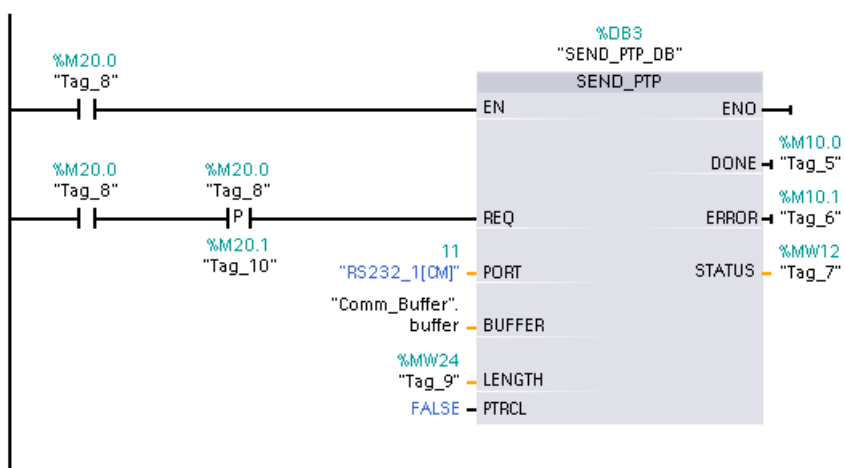 %DB3
"SEND_PTP_DB"
SEND_PTP
%M20.0
"Tag_8"
EN
ENO
%M20.0
"Tag_8"
%M20.0
"Tag_8"
P
%M20.1
"Tag_10"
REQ
%M10.0
DONE
"Tag_5"
%M10.1
ERROR
"Tag_6"
%MW12
STATUS
"Tag_7"
11
"RS232_1[CM]"
PORT
"Comm_Buffer".
buffer
BUFFER
%MW24
"Tag_9"
LENGTH
FALSE
PTRCL